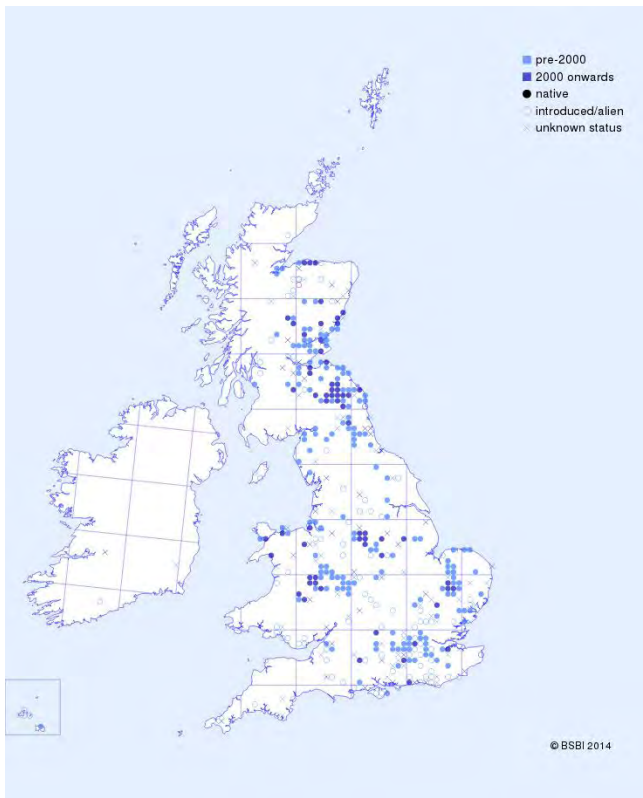 pre-2000
2000 onwards
native
introduced/alien
unknown status
© BSBI 2014